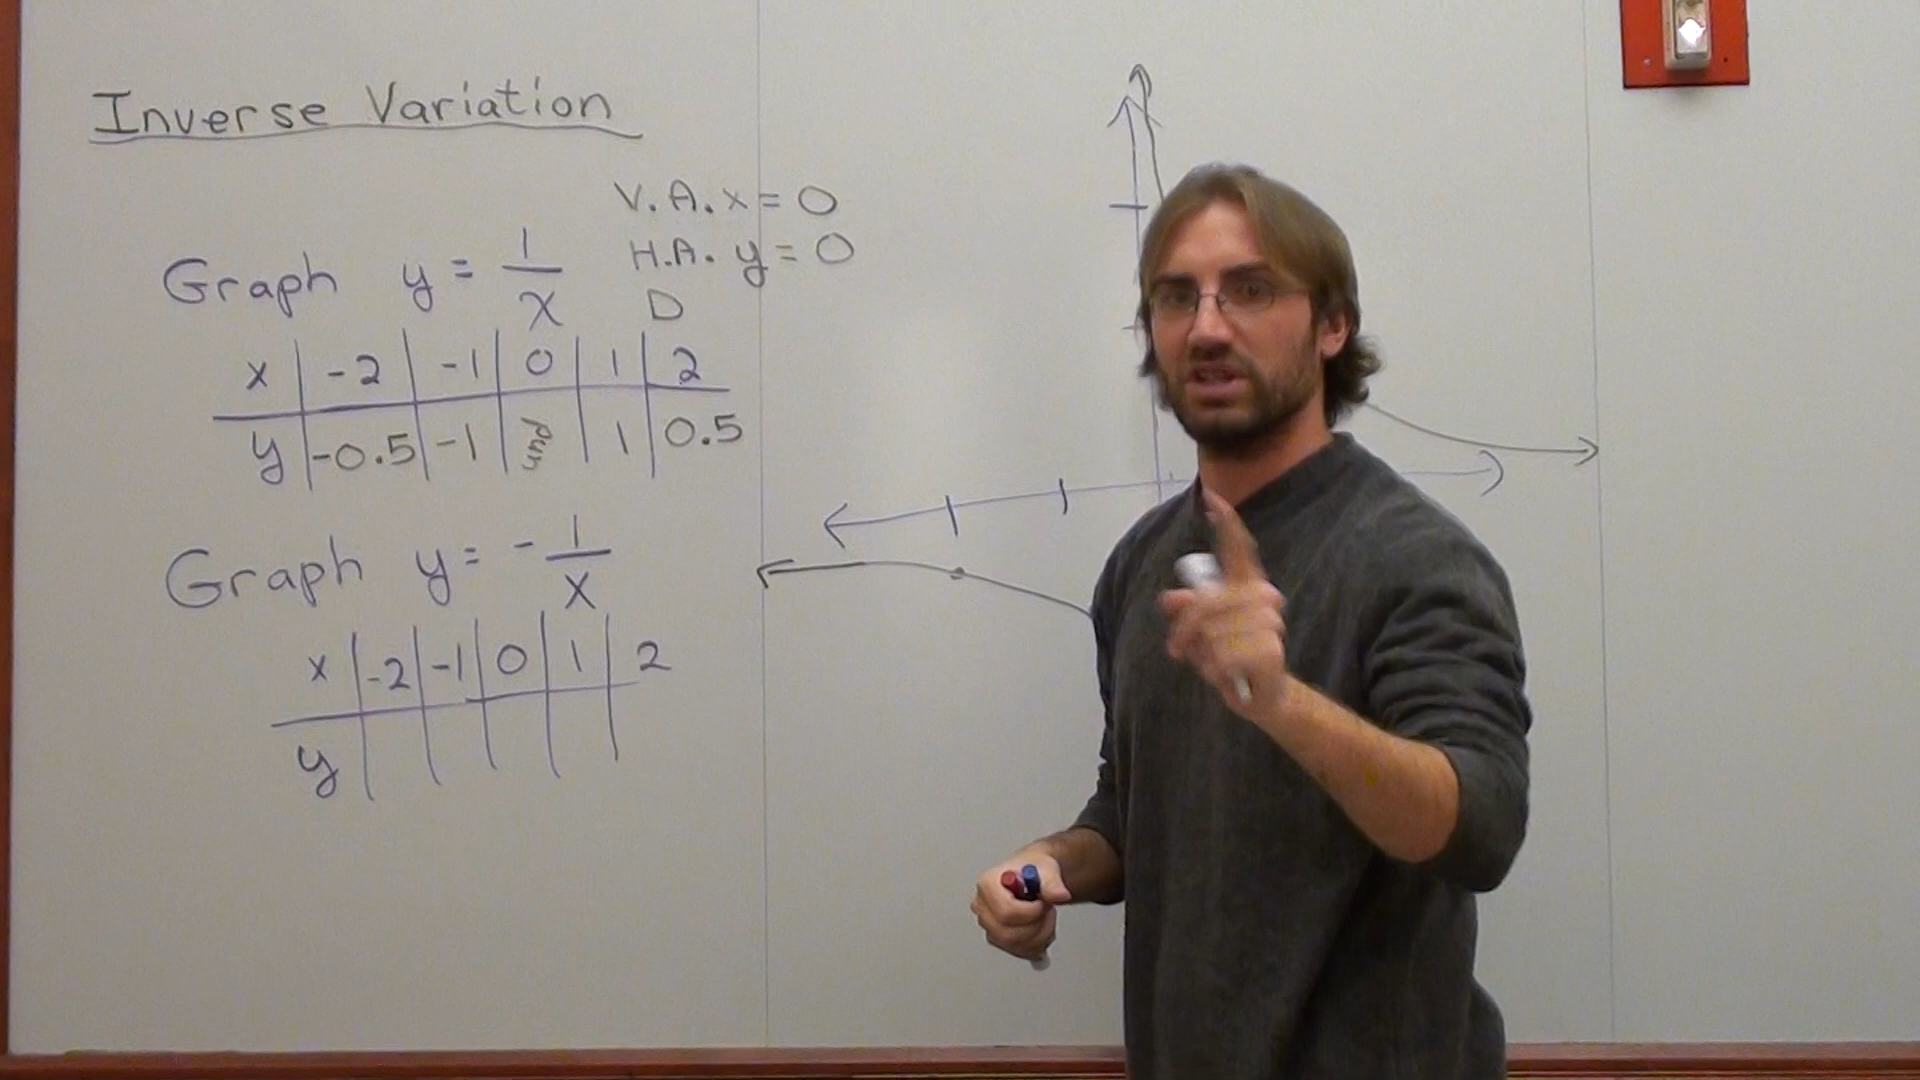 Inverse Variation
V.A. x = 0
H.A. y = 0
D
Graph y = 1/x
x | -2 | -1 | 0 | 1 | 2
y | -0.5 | -1 | und | 1 | 0.5
Graph y = - 1/x
x | -2 | -1 | 0 | 1 | 2
y